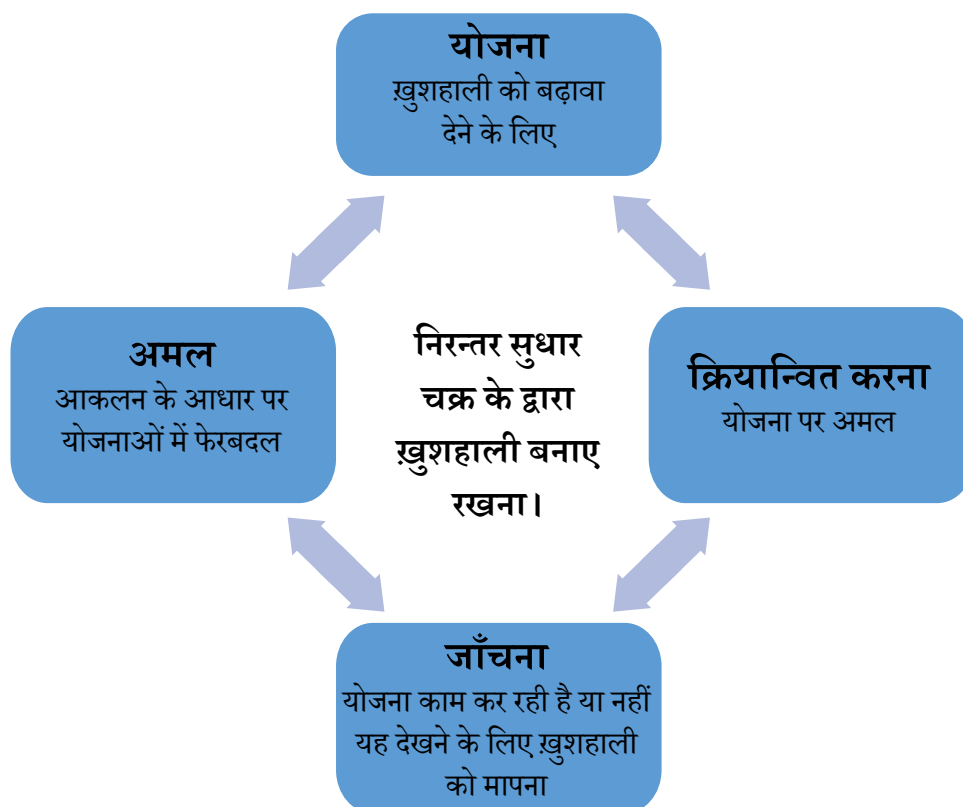 योजना
ख़ुशहाली को बढ़ावा
देने के लिए
अमल
आकलन के आधार पर
योजनाओं में फेरबदल
निरन्तर सुधार
चक्र के द्वारा
ख़ुशहाली बनाए
रखना।
क्रियान्वित करना
योजना पर अमल
जाँचना
योजना काम कर रही है या नहीं
यह देखने के लिए ख़ुशहाली
को मापना